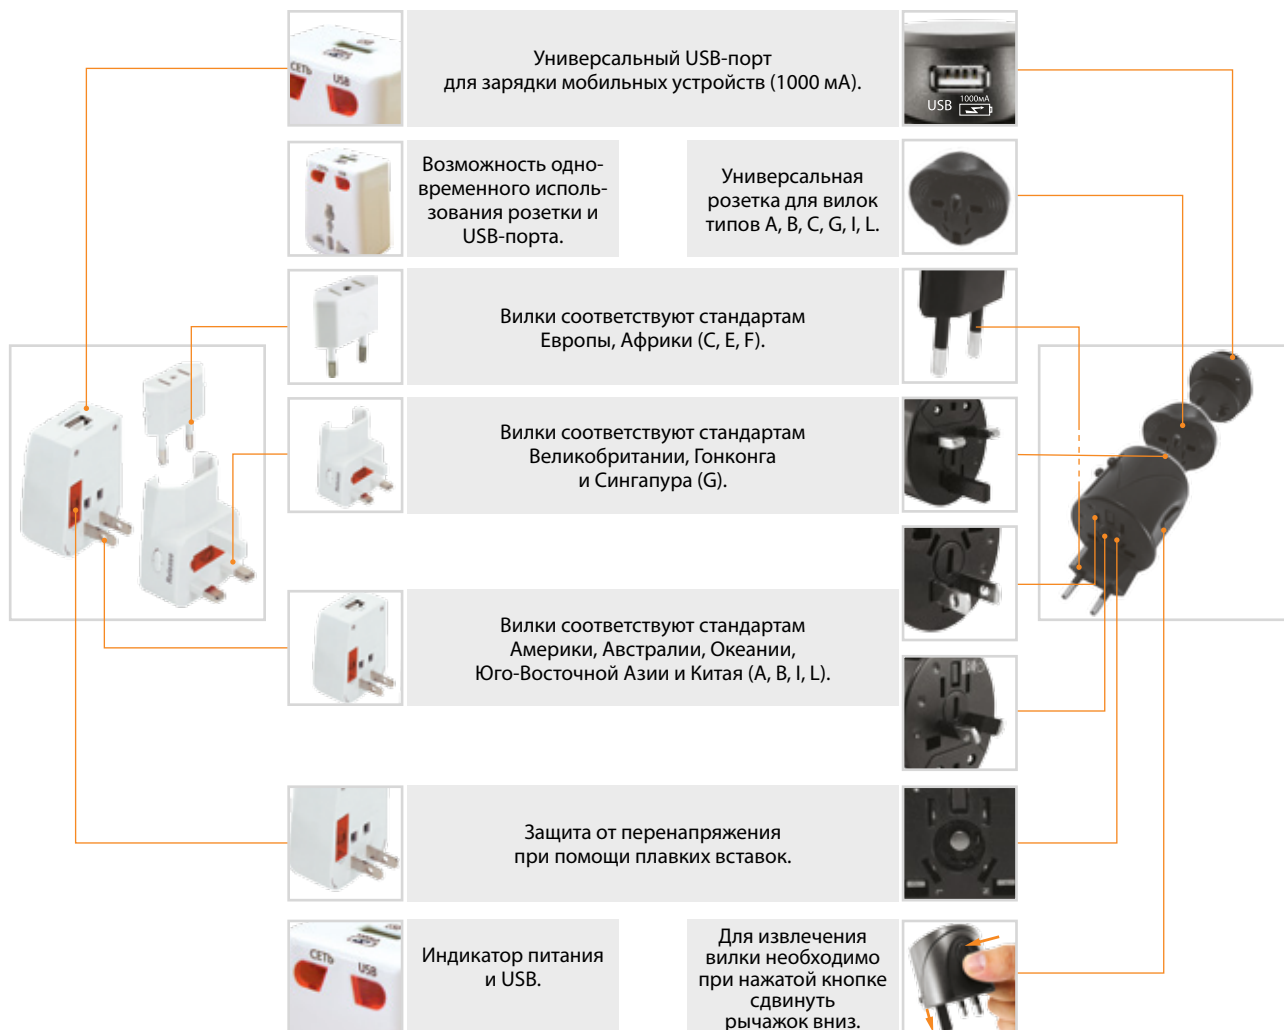 СЕТЬ
USB
Универсальный USB-порт
для зарядки мобильных устройств (1000 мА).
USB
1000мА
Возможность одно-
временного исполь-
зования розетки и
USB-порта.
Универсальная
розетка для вилок
типов A, B, C, G, I, L.
Вилки соответствуют стандартам
Европы, Африки (C, E, F).
Вилки соответствуют стандартам
Великобритании, Гонконга
и Сингапура (G).
Release
Вилки соответствуют стандартам
Америки, Австралии, Океании,
Юго-Восточной Азии и Китая (A, B, I, L).
Защита от перенапряжения
при помощи плавких вставок.
СЕТЬ
USB
Индикатор питания
и USB.
Для извлечения
вилки необходимо
при нажатой кнопке
сдвинуть
рычажок вниз.